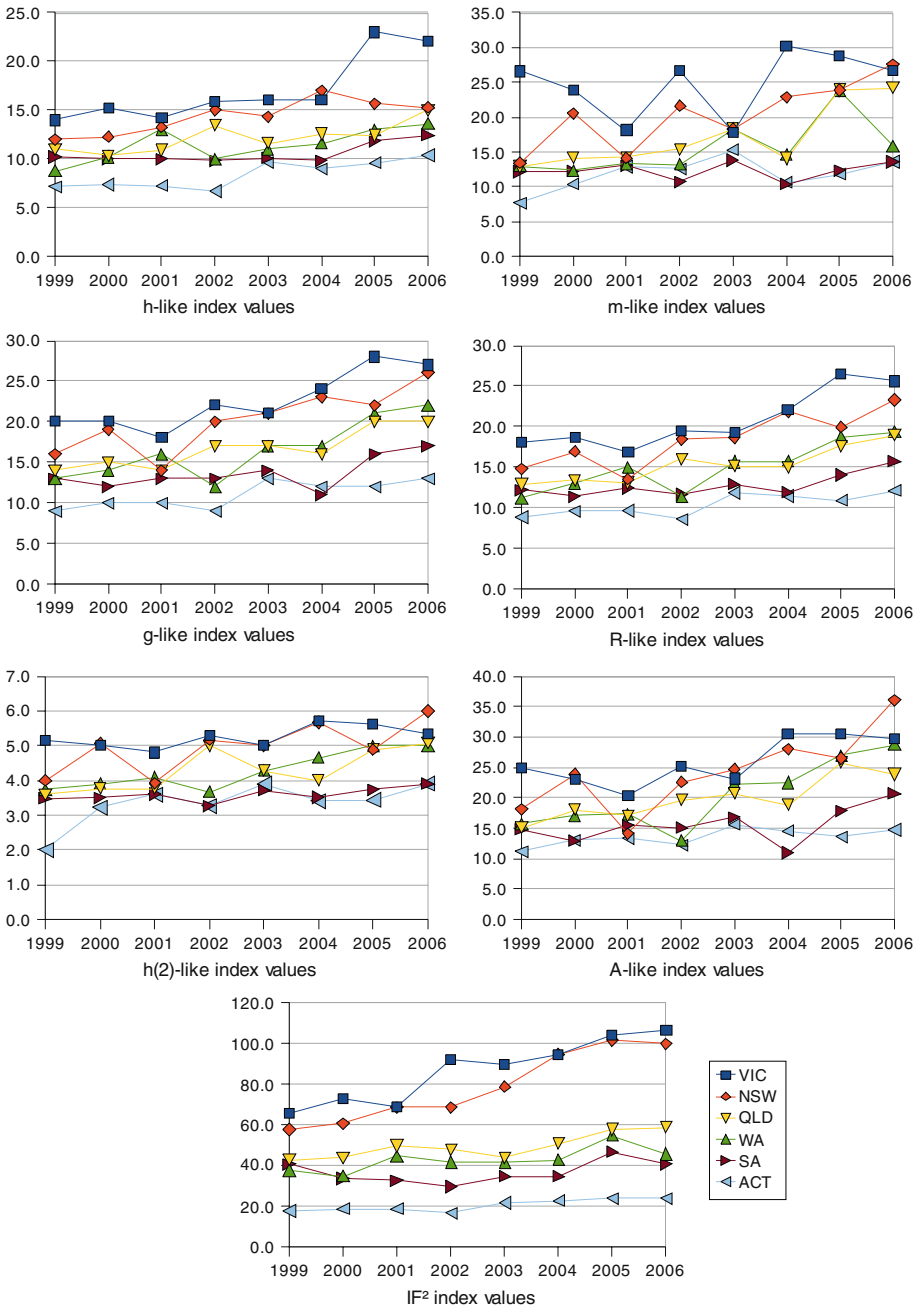 25.0
20.0
15.0
10.0
5.0
0.0
1999 2000 2001 2002 2003 2004 2005 2006
h-like index values
35.0
30.0
25.0
20.0
15.0
10.0
5.0
0.0
1999 2000 2001 2002 2003 2004 2005 2006
m-like index values
30.0
25.0
20.0
15.0
10.0
5.0
0.0
1999 2000 2001 2002 2003 2004 2005 2006
g-like index values
30.0
25.0
20.0
15.0
10.0
5.0
0.0
1999 2000 2001 2002 2003 2004 2005 2006
R-like index values
7.0
6.0
5.0
4.0
3.0
2.0
1.0
0.0
1999 2000 2001 2002 2003 2004 2005 2006
h(2)-like index values
40.0
35.0
30.0
25.0
20.0
15.0
10.0
5.0
0.0
1999 2000 2001 2002 2003 2004 2005 2006
A-like index values
120.0
100.0
80.0
60.0
40.0
20.0
0.0
1999 2000 2001 2002 2003 2004 2005 2006
IF² index values
VIC
NSW
QLD
WA
SA
ACT